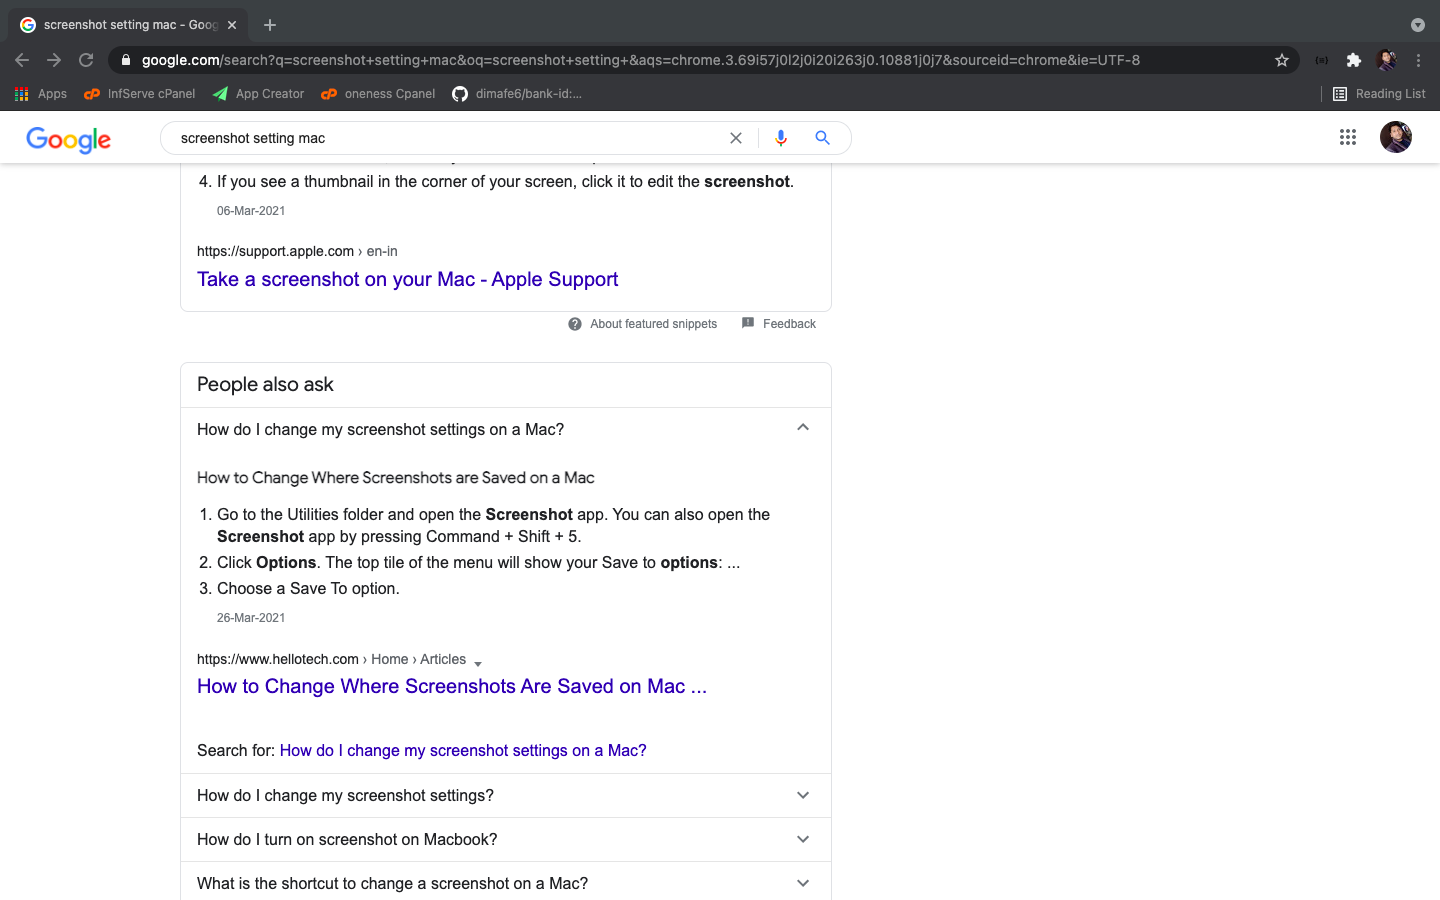 screenshot setting mac - Goog
google.com/search?q=screenshot+setting+mac&oq=screenshot+setting+&aqs=chrome.3.69i57j0l2j0i20i263j0.10881j0j7&sourceid=chrome&ie=UTF-8
Apps InfServe cPanel App Creator oneness Cpanel dimafe6/bank-id:... Reading List
Google screenshot setting mac
4. If you see a thumbnail in the corner of your screen, click it to edit the screenshot.
06-Mar-2021
https://support.apple.com › en-in
Take a screenshot on your Mac - Apple Support
About featured snippets Feedback
People also ask
How do I change my screenshot settings on a Mac?
How to Change Where Screenshots are Saved on a Mac
1. Go to the Utilities folder and open the Screenshot app. You can also open the
Screenshot app by pressing Command + Shift + 5.
2. Click Options. The top tile of the menu will show your Save to options: ...
3. Choose a Save To option.
26-Mar-2021
https://www.hellotech.com › Home › Articles
How to Change Where Screenshots Are Saved on Mac ...
Search for: How do I change my screenshot settings on a Mac?
How do I change my screenshot settings?
How do I turn on screenshot on Macbook?
What is the shortcut to change a screenshot on a Mac?